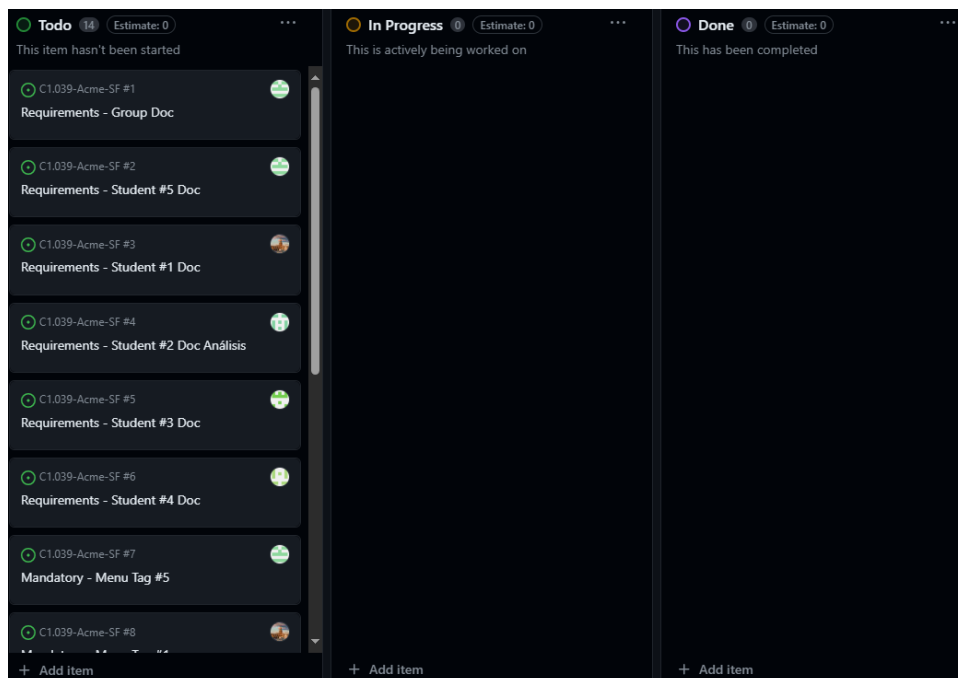 Todo 14 Estimate: 0 ...
This item hasn't been started
C1.039-Acme-SF #1
Requirements - Group Doc
C1.039-Acme-SF #2
Requirements - Student #5 Doc
C1.039-Acme-SF #3
Requirements - Student #1 Doc
C1.039-Acme-SF #4
Requirements - Student #2 Doc Análisis
C1.039-Acme-SF #5
Requirements - Student #3 Doc
C1.039-Acme-SF #6
Requirements - Student #4 Doc
C1.039-Acme-SF #7
Mandatory - Menu Tag #5
C1.039-Acme-SF #8
+ Add item
In Progress 0 Estimate: 0 ...
This is actively being worked on
+ Add item
Done 0 Estimate: 0 ...
This has been completed
+ Add item